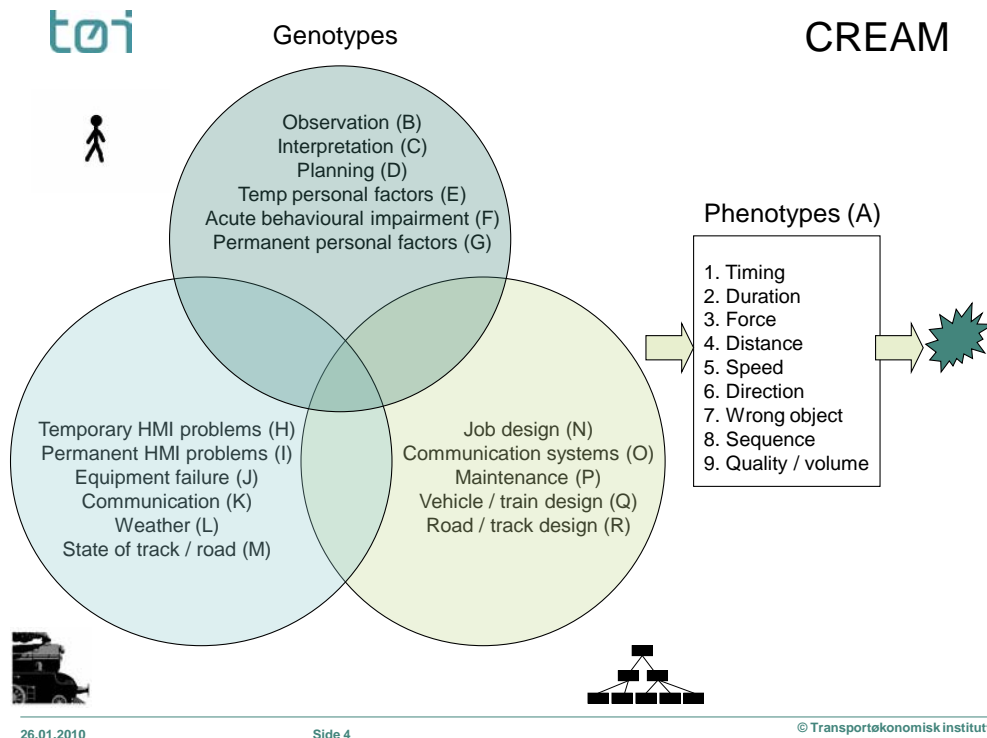 tøi
Genotypes
CREAM
Observation (B)
Interpretation (C)
Planning (D)
Temp personal factors (E)
Acute behavioural impairment (F)
Permanent personal factors (G)
Temporary HMI problems (H)
Permanent HMI problems (I)
Equipment failure (J)
Communication (K)
Weather (L)
State of track / road (M)
Job design (N)
Communication systems (O)
Maintenance (P)
Vehicle / train design (Q)
Road / track design (R)
Phenotypes (A)
1. Timing
2. Duration
3. Force
4. Distance
5. Speed
6. Direction
7. Wrong object
8. Sequence
9. Quality / volume
26.01.2010
Side 4
© Transportøkonomisk institutt